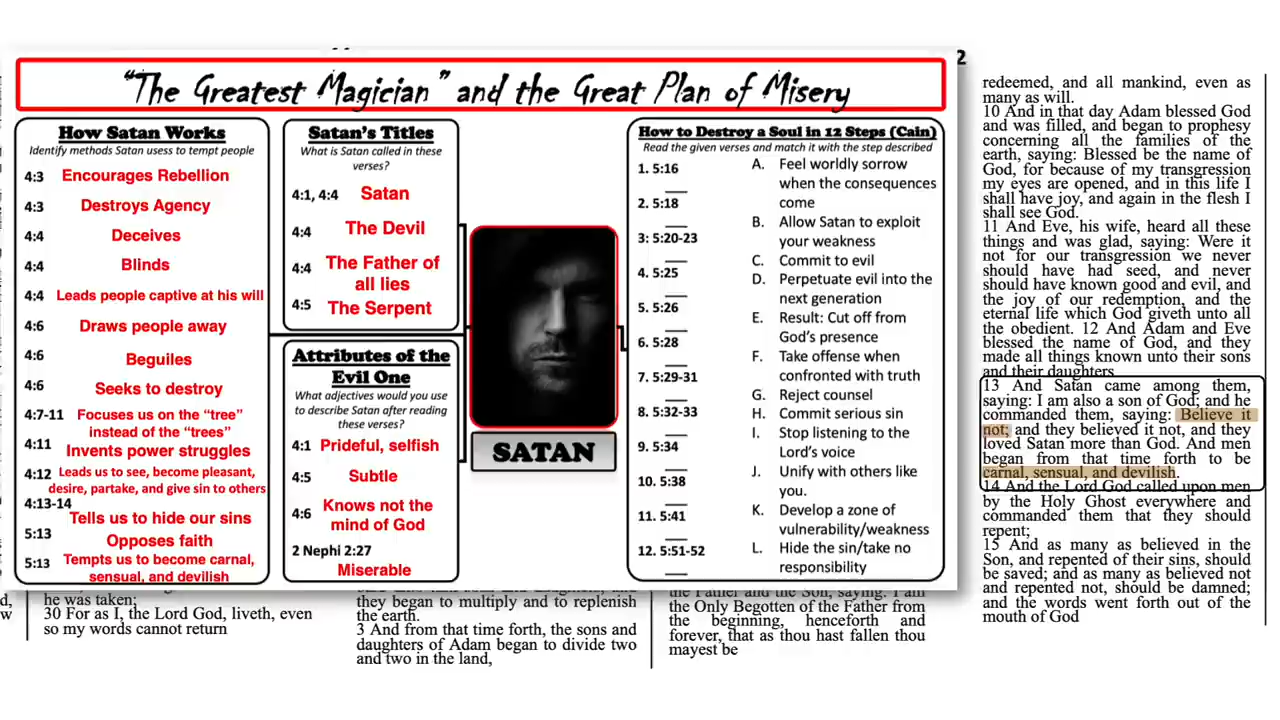 2
"The Greatest Magician" and the Great Plan of Misery
How Satan Works
Identify methods Satan usess to tempt people
4:3 Encourages Rebellion
4:3 Destroys Agency
4:4 Deceives
4:4 Blinds
4:4 Leads people captive at his will
4:6 Draws people away
4:6 Beguiles
4:6 Seeks to destroy
4:7-11 Focuses us on the “tree”
instead of the “trees”
4:11 Invents power struggles
4:12 Leads us to see, become pleasant,
desire, partake, and give sin to others
4:13-14
Tells us to hide our sins
5:13 Opposes faith
5:13 Tempts us to become carnal,
sensual, and devilish
Satan’s Titles
What is Satan called in these
verses?
4:1, 4:4 Satan
4:4 The Devil
4:4 The Father of
all lies
4:5 The Serpent
Attributes of the
Evil One
What adjectives would you use
to describe Satan after reading
these verses?
4:1 Prideful, selfish
4:5 Subtle
4:6 Knows not the
mind of God
2 Nephi 2:27
Miserable
SATAN
How to Destroy a Soul in 12 Steps (Cain)
Read the given verses and match it with the step described
1. 5:16
2. 5:18
3: 5:20-23
4. 5:25
5. 5:26
6. 5:28
7. 5:29-31
8. 5:32-33
9. 5:34
10. 5:38
11. 5:41
12. 5:51-52
A. Feel worldly sorrow
when the consequences
come
B. Allow Satan to exploit
your weakness
C. Commit to evil
D. Perpetuate evil into the
next generation
E. Result: Cut off from
God’s presence
F. Take offense when
confronted with truth
G. Reject counsel
H. Commit serious sin
I. Stop listening to the
Lord’s voice
J. Unify with others like
you.
K. Develop a zone of
vulnerability/weakness
L. Hide the sin/take no
responsibility
d,
w
he was taken;
30 For as I, the Lord God, liveth, even
so my words cannot return
they began to multiply and to replenish
the earth.
3 And from that time forth, the sons and
daughters of Adam began to divide two
and two in the land,
the Father and the Son, saying: I am
the Only Begotten of the Father from
the beginning, henceforth and
forever, that as thou hast fallen thou
mayest be
redeemed, and all mankind, even as
many as will.
10 And in that day Adam blessed God
and was filled, and began to prophesy
concerning all the families of the
earth, saying: Blessed be the name of
God, for because of my transgression
my eyes are opened, and in this life I
shall have joy, and again in the flesh I
shall see God.
11 And Eve, his wife, heard all these
things and was glad, saying: Were it
not for our transgression we never
should have had seed, and never
should have known good and evil, and
the joy of our redemption, and the
eternal life which God giveth unto all
the obedient. 12 And Adam and Eve
blessed the name of God, and they
made all things known unto their sons
and their daughters
13 And Satan came among them,
saying: I am also a son of God; and he
commanded them, saying: Believe it
not; and they believed it not, and they
loved Satan more than God. And men
began from that time forth to be
carnal, sensual, and devilish.
14 And the Lord God called upon men
by the Holy Ghost everywhere and
commanded them that they should
repent;
15 And as many as believed in the
Son, and repented of their sins, should
be saved; and as many as believed not
and repented not, should be damned;
and the words went forth out of the
mouth of God